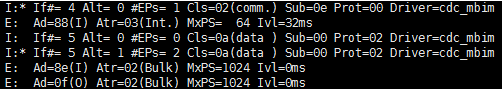 I:* If#= 4 Alt= 0 #EPs= 1 Cls=02(comm.) Sub=0e Prot=00 Driver=cdc_mbim
E:  Ad=88(I) Atr=03(Int.) MxPS=  64 Ivl=32ms
I:  If#= 5 Alt= 0 #EPs= 0 Cls=0a(data ) Sub=00 Prot=02 Driver=cdc_mbim
I:* If#= 5 Alt= 1 #EPs= 2 Cls=0a(data ) Sub=00 Prot=02 Driver=cdc_mbim
E:  Ad=8e(I) Atr=02(Bulk) MxPS=1024 Ivl=0ms
E:  Ad=0f(O) Atr=02(Bulk) MxPS=1024 Ivl=0ms